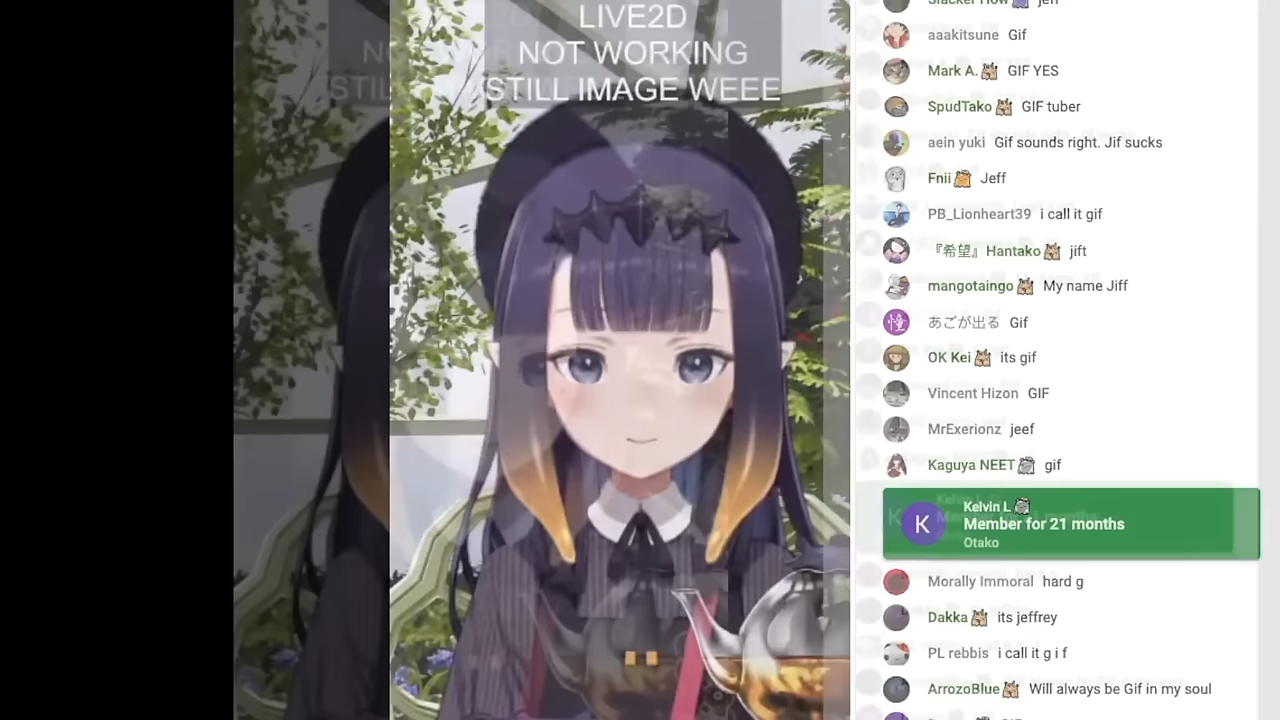 LIVE2D
NOT WORKING
STILL IMAGE WEEE
aaakitsune Gif
Mark A. GIF YES
SpudTako GIF tuber
aein yuki Gif sounds right. Jif sucks
Fnii Jeff
PB_Lionheart39 i call it gif
『希望』Hantako jift
mangotaingo My name Jiff
あごが出る Gif
OK Kei its gif
Vincent Hizon GIF
MrExerionz jeef
Kaguya NEET gif
K
Kelvin L
Member for 21 months
Otako
Morally Immoral hard g
Dakka its jeffrey
PL rebbis i call it g i f
ArrozoBlue Will always be Gif in my soul